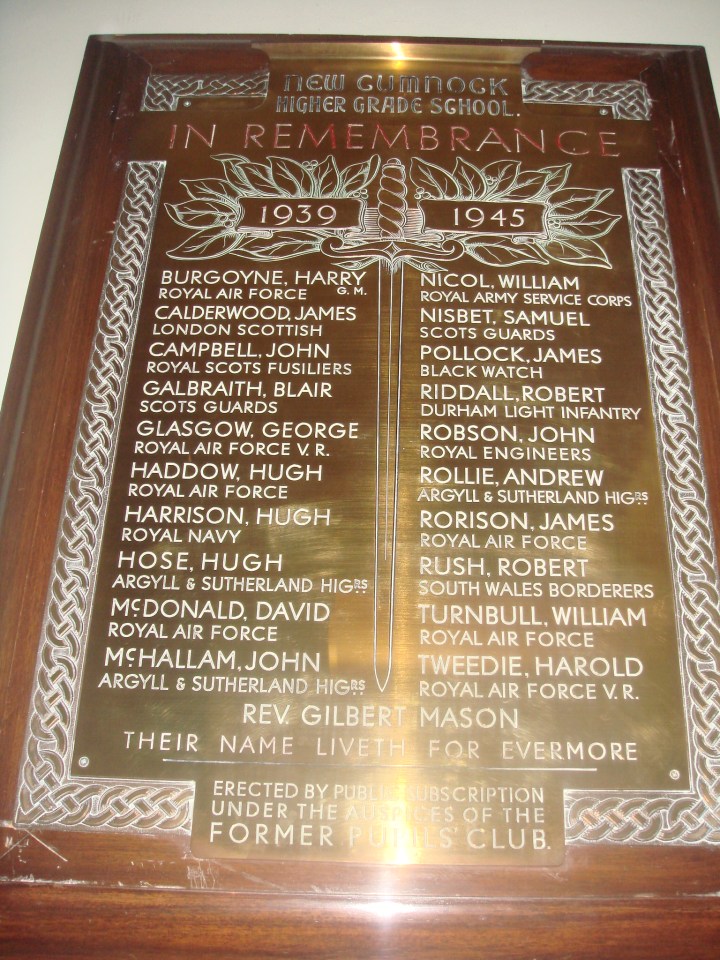 NEW CUMNOCK
HIGHER GRADE SCHOOL.
IN REMEMBRANCE
1939 1945
BURGOYNE, HARRY
ROYAL AIR FORCE G.M.
CALDERWOOD, JAMES
LONDON SCOTTISH
CAMPBELL, JOHN
ROYAL SCOTS FUSILIERS
GALBRAITH, BLAIR
SCOTS GUARDS
GLASGOW, GEORGE
ROYAL AIR FORCE V.R.
HADDOW, HUGH
ROYAL AIR FORCE
HARRISON, HUGH
ROYAL NAVY
HOSE, HUGH
ARGYLL & SUTHERLAND HIGRS
McDONALD, DAVID
ROYAL AIR FORCE
McHALLAM, JOHN
ARGYLL & SUTHERLAND HIGRS
NICOL, WILLIAM
ROYAL ARMY SERVICE CORPS
NISBET, SAMUEL
SCOTS GUARDS
POLLOCK, JAMES
BLACK WATCH
RIDDALL, ROBERT
DURHAM LIGHT INFANTRY
ROBSON, JOHN
ROYAL ENGINEERS
ROLLIE, ANDREW
ARGYLL & SUTHERLAND HIGRS
RORISON, JAMES
ROYAL AIR FORCE
RUSH, ROBERT
SOUTH WALES BORDERERS
TURNBULL, WILLIAM
ROYAL AIR FORCE
TWEEDIE, HAROLD
ROYAL AIR FORCE V.R.
REV. GILBERT MASON
THEIR NAME LIVETH FOR EVERMORE
ERECTED BY PUBLIC SUBSCRIPTION
UNDER THE AUSPICES OF THE
FORMER PUPILS' CLUB.